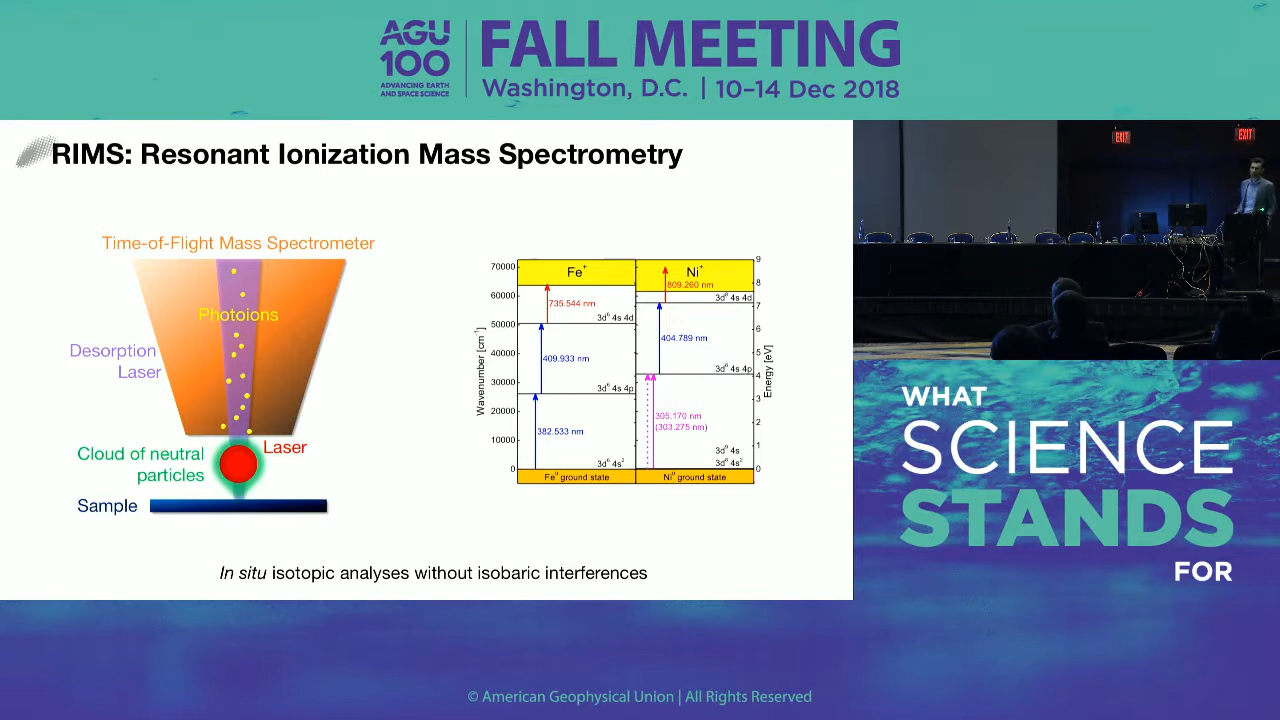 AGU
100
ADVANCING EARTH
AND SPACE SCIENCE
FALL MEETING
Washington, D.C. | 10–14 Dec 2018
RIMS: Resonant Ionization Mass Spectrometry
Time-of-Flight Mass Spectrometer
Photoions
Desorption
Laser
Laser
Cloud of neutral
particles
Sample
Wavenumber [cm⁻¹]
70000
60000
50000
40000
30000
20000
10000
0
Fe⁺
735.544 nm
3d⁶ 4s 4d
409.933 nm
3d⁶ 4s 4p
382.533 nm
3d⁶ 4s²
Fe⁰ ground state
Ni⁺
809.260 nm
3d⁸ 4s 4d
404.789 nm
3d⁸ 4s 4p
305.170 nm
(303.275 nm)
3d⁹ 4s
3d⁸ 4s²
Ni⁰ ground state
9
8
7
6
5
4
3
2
1
0
Energy [eV]
In situ isotopic analyses without isobaric interferences
EXIT
EXIT
WHAT
SCIENCE
STANDS
FOR
© American Geophysical Union | All Rights Reserved